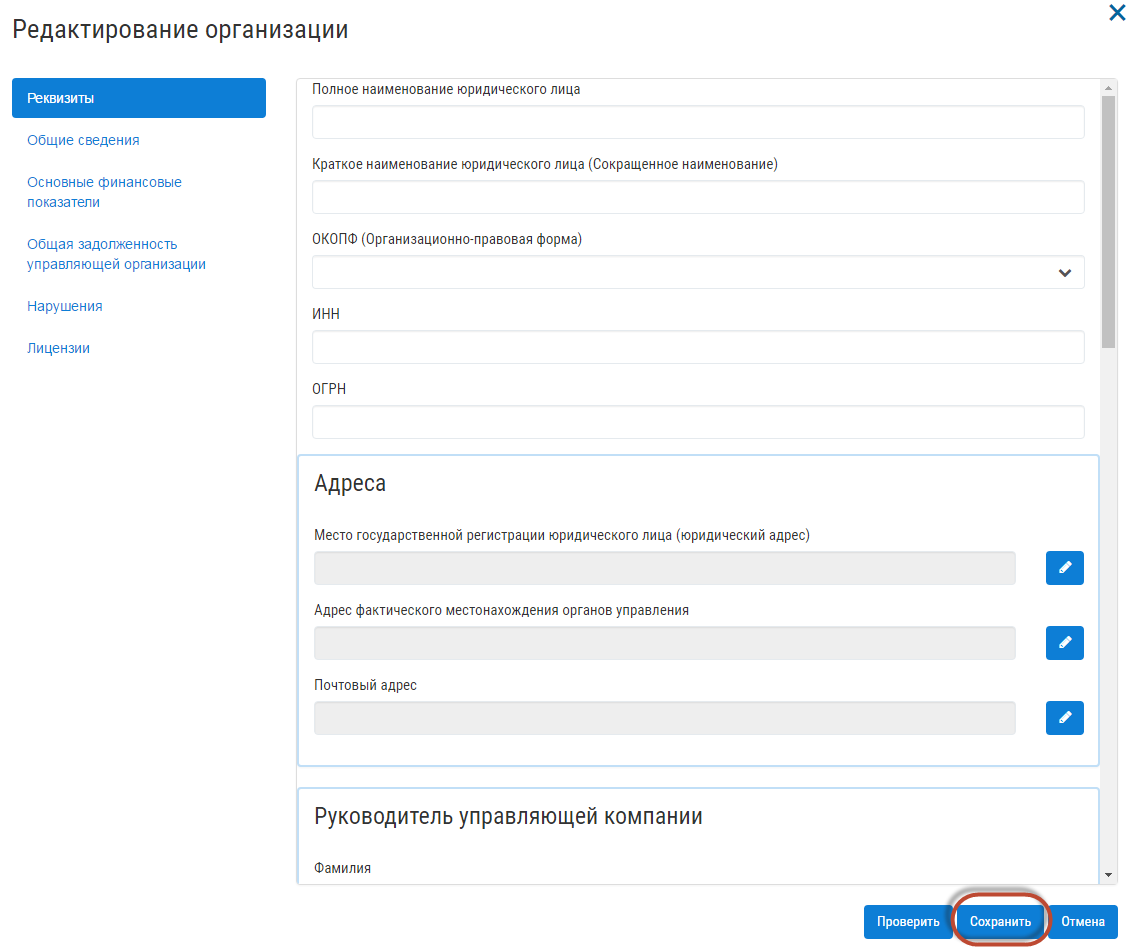 Редактирование организации
Реквизиты
Общие сведения
Основные финансовые
показатели
Общая задолженность
управляющей организации
Нарушения
Лицензии
Полное наименование юридического лица
Краткое наименование юридического лица (Сокращенное наименование)
ОКОПФ (Организационно-правовая форма)
ИНН
ОГРН
Адреса
Место государственной регистрации юридического лица (юридический адрес)
Адрес фактического местонахождения органов управления
Почтовый адрес
Руководитель управляющей компании
Фамилия
Проверить
Сохранить
Отмена